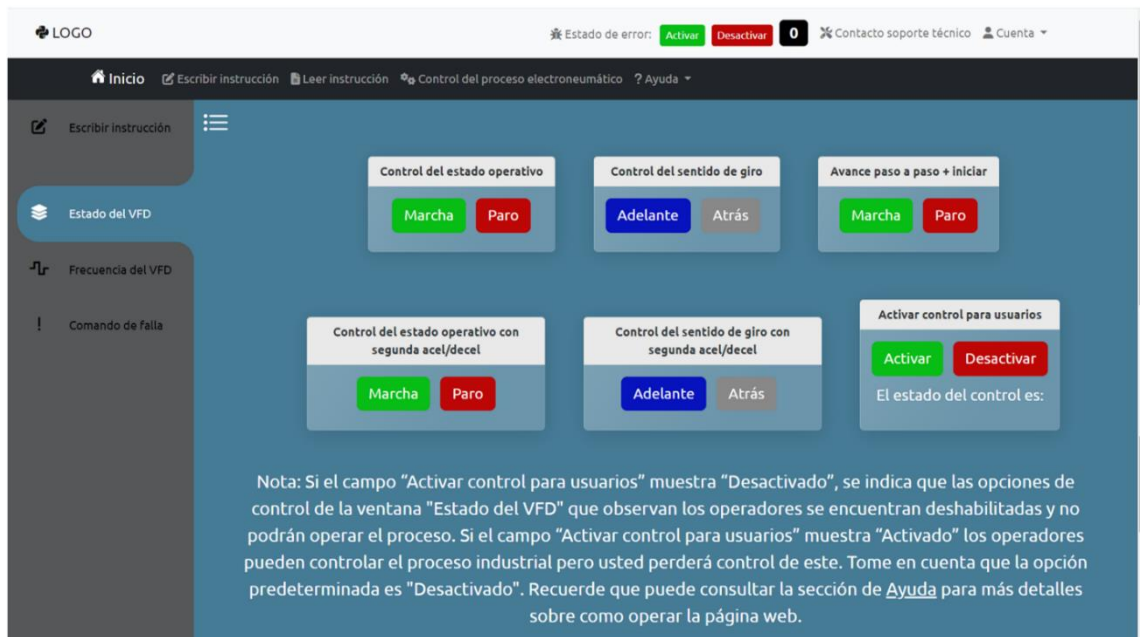 LOGO
Estado de error: Activar Desactivar 0 Contacto soporte técnico Cuenta
Inicio Escribir instrucción Leer instrucción Control del proceso electroneumático ? Ayuda
Escribir instrucción
Estado del VFD
Frecuencia del VFD
! Comando de falla
Control del estado operativo
Marcha Paro
Control del sentido de giro
Adelante Atrás
Avance paso a paso + iniciar
Marcha Paro
Control del estado operativo con
segunda acel/decel
Marcha Paro
Control del sentido de giro con
segunda acel/decel
Adelante Atrás
Activar control para usuarios
Activar Desactivar
El estado del control es:
Nota: Si el campo “Activar control para usuarios” muestra “Desactivado”, se indica que las opciones de
control de la ventana "Estado del VFD" que observan los operadores se encuentran deshabilitadas y no
podrán operar el proceso. Si el campo “Activar control para usuarios” muestra “Activado” los operadores
pueden controlar el proceso industrial pero usted perderá control de este. Tome en cuenta que la opción
predeterminada es "Desactivado". Recuerde que puede consultar la sección de Ayuda para más detalles
sobre como operar la página web.